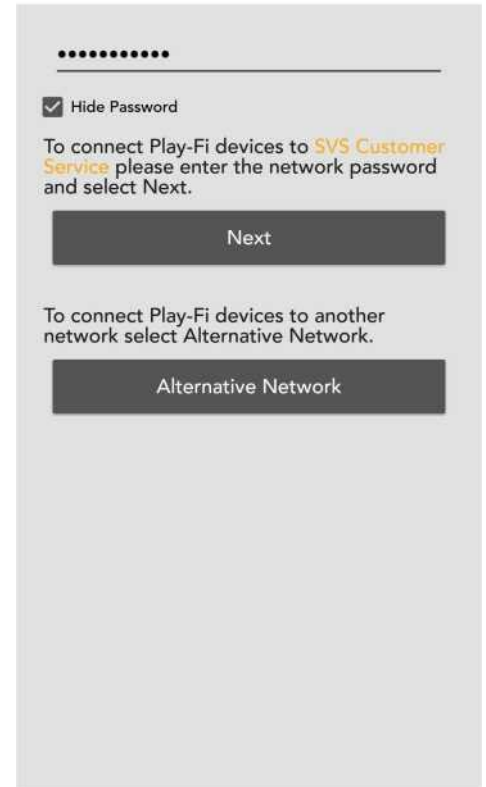 •••••••••••
Hide Password
To connect Play-Fi devices to SVS Customer
Service please enter the network password
and select Next.
Next
To connect Play-Fi devices to another
network select Alternative Network.
Alternative Network